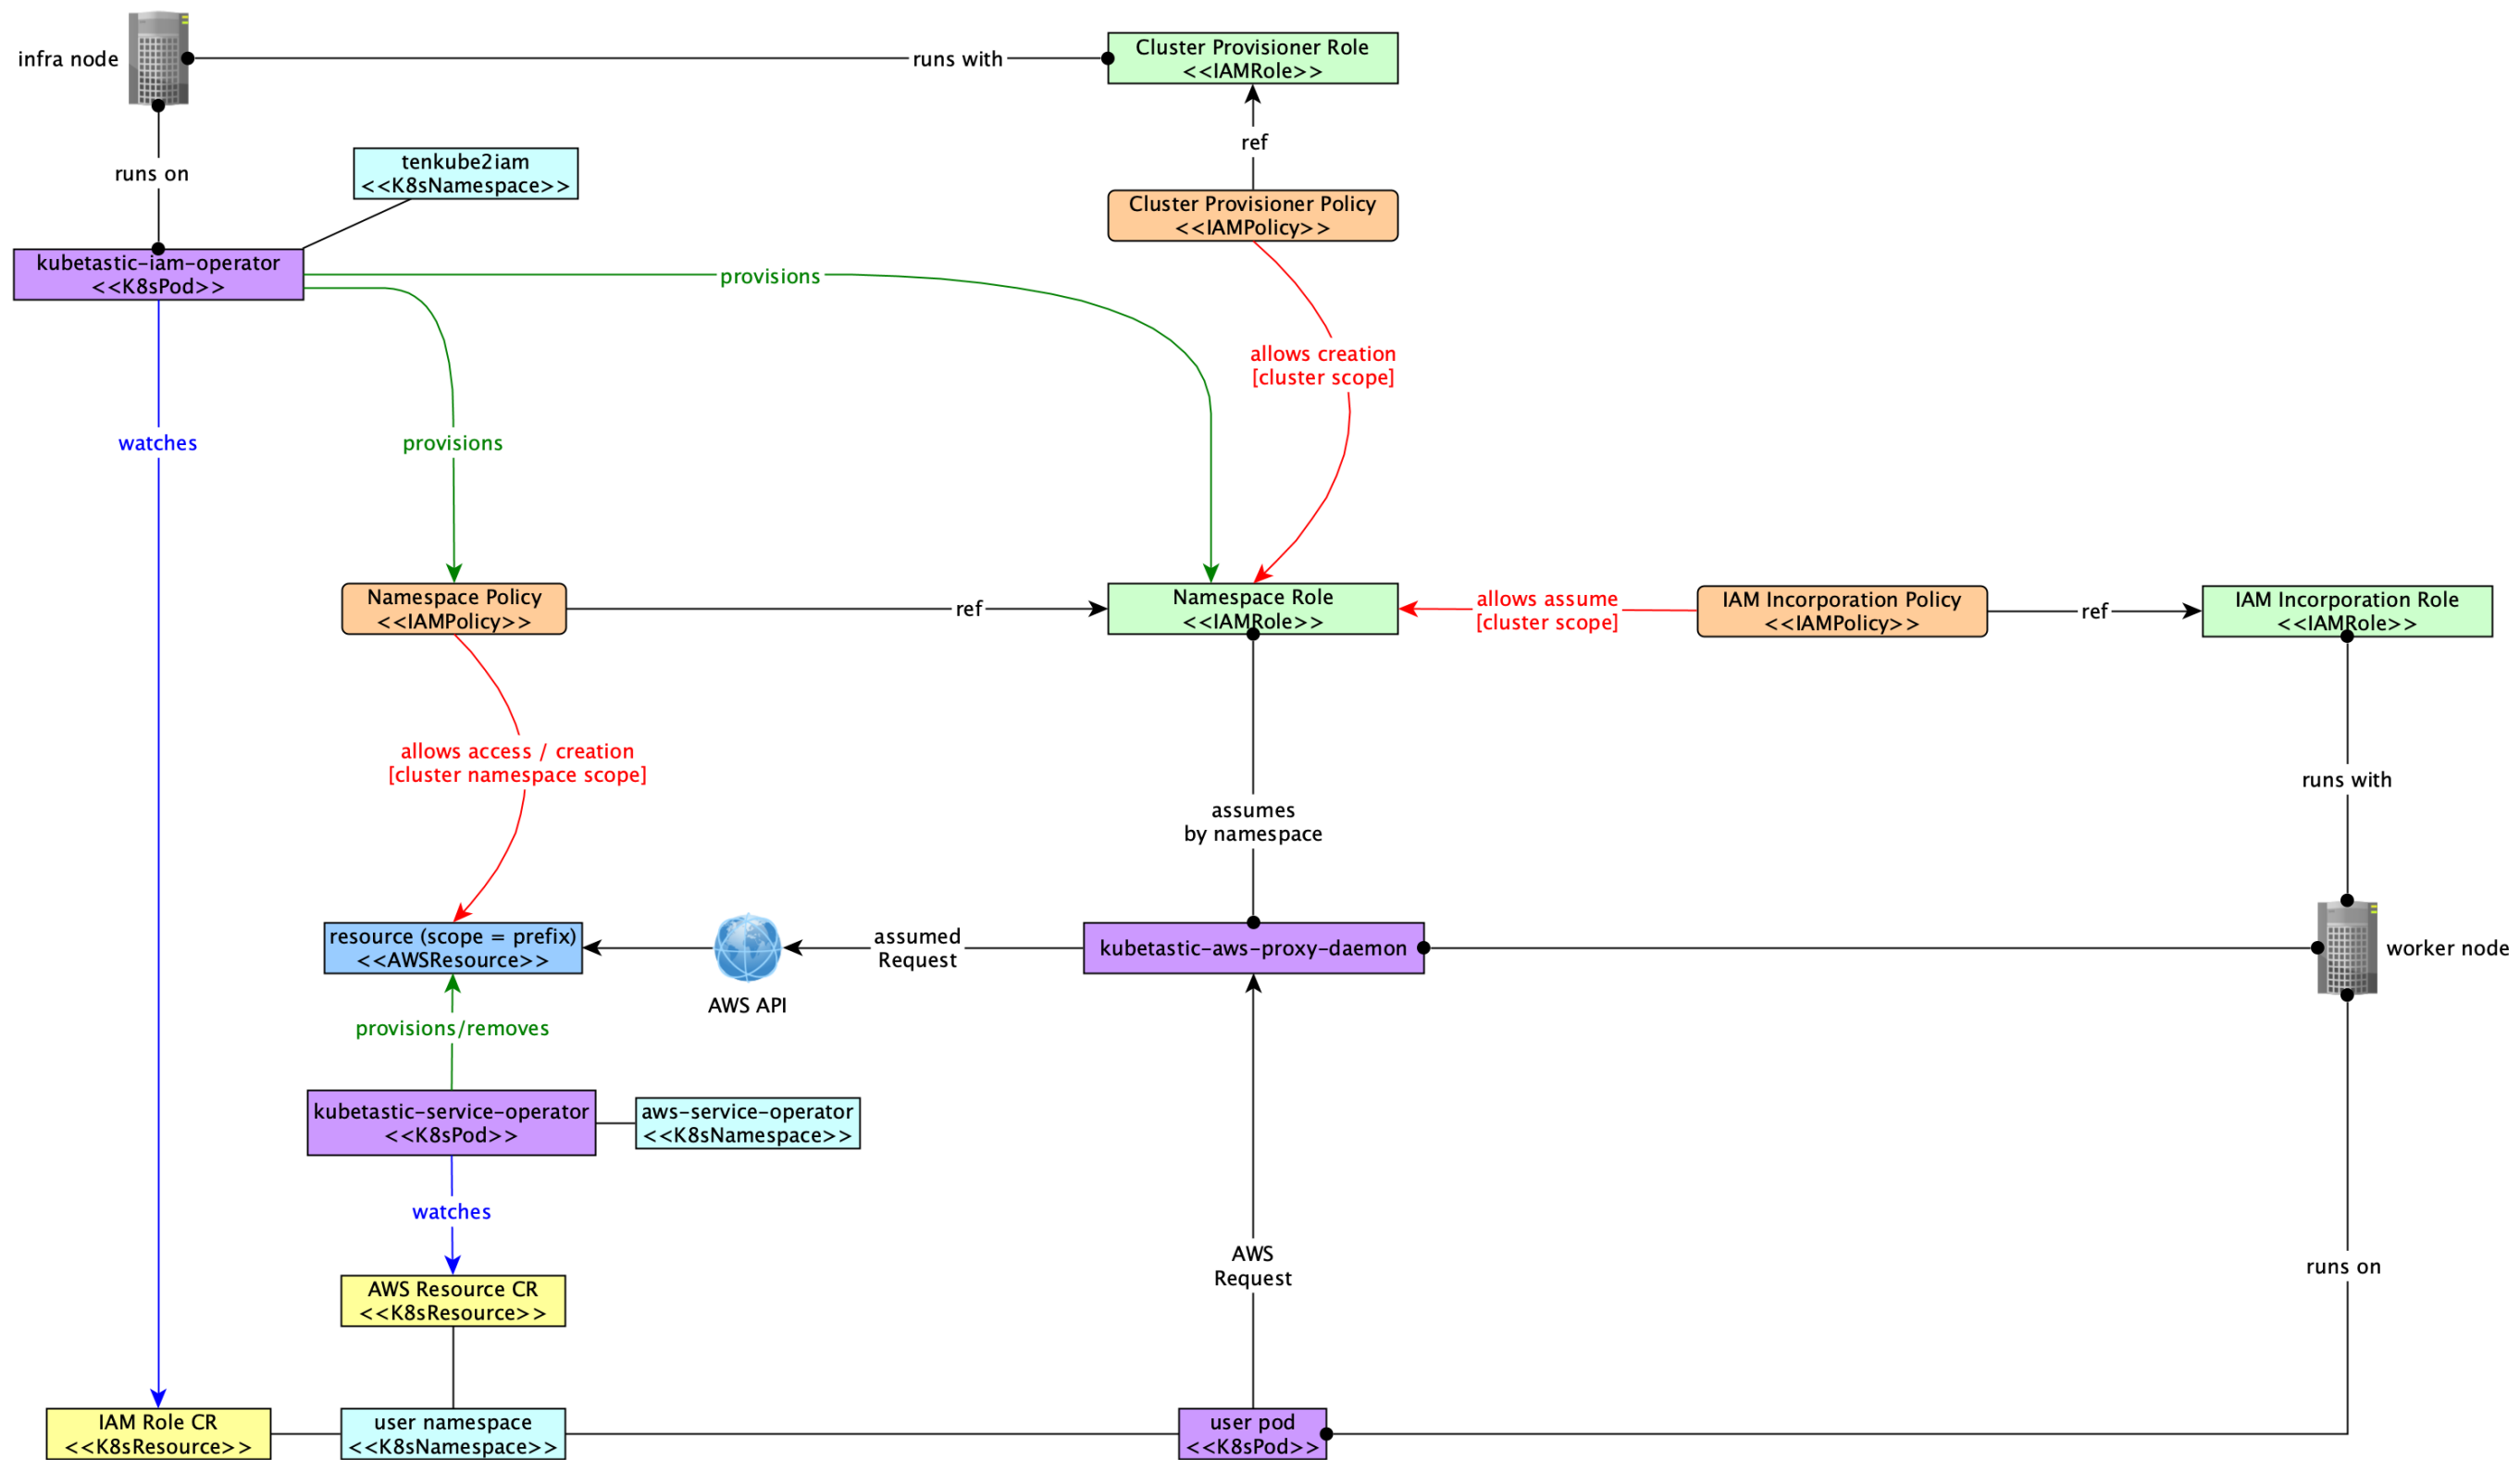 infra node
runs with
Cluster Provisioner Role
<<IAMRole>>
ref
runs on
tenkube2iam
<<K8sNamespace>>
Cluster Provisioner Policy
<<IAMPolicy>>
kubetastic-iam-operator
<<K8sPod>>
provisions
allows creation
[cluster scope]
watches
provisions
Namespace Policy
<<IAMPolicy>>
ref
Namespace Role
<<IAMRole>>
allows assume
[cluster scope]
IAM Incorporation Policy
<<IAMPolicy>>
ref
IAM Incorporation Role
<<IAMRole>>
allows access / creation
[cluster namespace scope]
assumes
by namespace
runs with
resource (scope = prefix)
<<AWSResource>>
AWS API
assumed
Request
kubetastic-aws-proxy-daemon
worker node
provisions/removes
kubetastic-service-operator
<<K8sPod>>
aws-service-operator
<<K8sNamespace>>
watches
AWS
Request
runs on
AWS Resource CR
<<K8sResource>>
IAM Role CR
<<K8sResource>>
user namespace
<<K8sNamespace>>
user pod
<<K8sPod>>